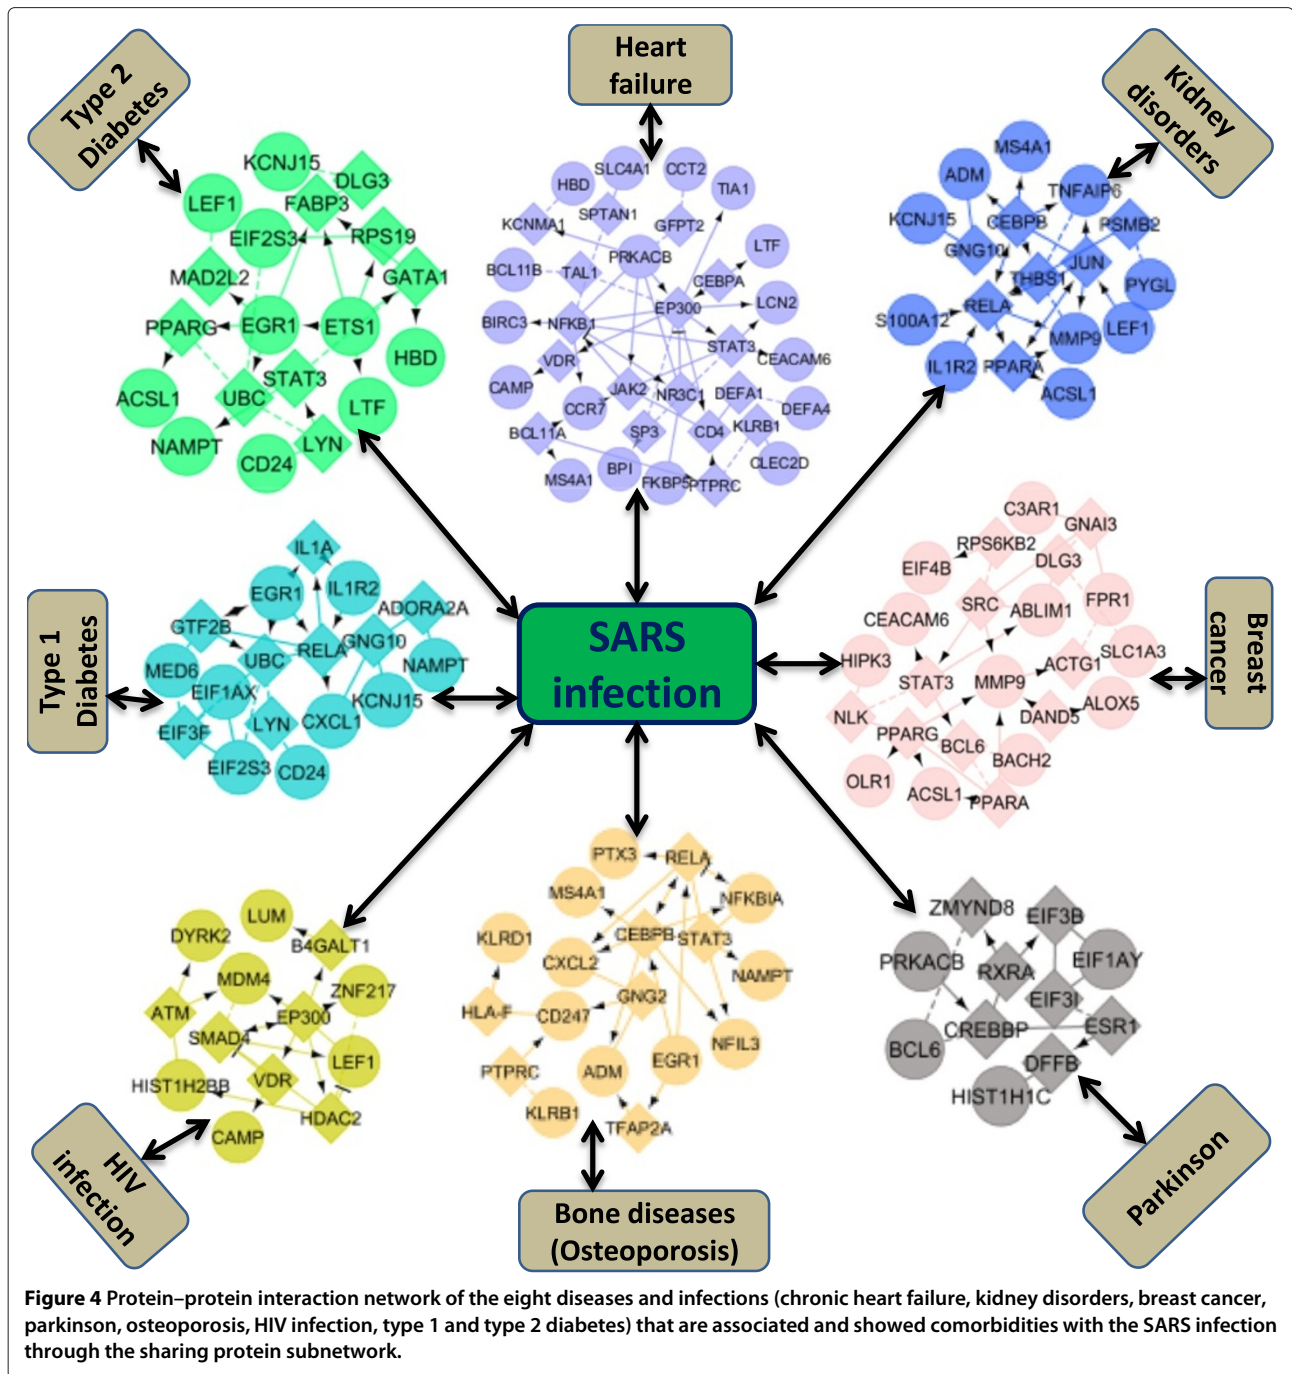 Type 2
Diabetes
Heart
failure
Kidney
disorders
KCNJ15
DLG3
LEF1
FABP3
EIF2S3
RPS19
MAD2L2
GATA1
PPARG
EGR1
ETS1
HBD
STAT3
ACSL1
UBC
LTF
NAMPT
LYN
CD24
SLC4A1
CCT2
HBD
TIA1
SPTAN1
KCNMA1
GFPT2
LTF
PRKACB
BCL11B
TAL1
CEBPA
EP300
LCN2
BIRC3
NFKB1
STAT3
VDR
CEACAM6
CAMP
JAK2
NR3C1
DEFA1
CCR7
DEFA4
BCL11A
SP3
CD4
KLRB1
BPI
CLEC2D
MS4A1
FKBP5
PTPRC
MS4A1
ADM
TNFAIP6
KCNJ15
CEBPB
PSMB2
GNG10
JUN
THBS1
PYGL
RELA
S100A12
LEF1
MMP9
IL1R2
PPARA
ACSL1
Type 1
Diabetes
IL1A
EGR1
IL1R2
ADORA2A
GTF2B
GNG10
RELA
MED6
UBC
NAMPT
EIF1AX
KCNJ15
LYN
CXCL1
EIF3F
EIF2S3
CD24
SARS
infection
C3AR1
GNAI3
RPS6KB2
DLG3
EIF4B
SRC
ABLIM1
FPR1
CEACAM6
SLC1A3
HIPK3
ACTG1
STAT3
MMP9
NLK
DAND5
ALOX5
PPARG
BCL6
BACH2
OLR1
ACSL1
PPARA
Breast
cancer
LUM
DYRK2
B4GALT1
MDM4
ZNF217
ATM
EP300
SMAD4
LEF1
HIST1H2BB
VDR
HDAC2
CAMP
HIV
infection
PTX3
RELA
MS4A1
NFKBIA
KLRD1
CEBPB
STAT3
CXCL2
NAMPT
GNG2
HLA-F
CD247
NFIL3
PTPRC
ADM
EGR1
KLRB1
TFAP2A
Bone diseases
(Osteoporosis)
ZMYND8
EIF3B
PRKACB
RXRA
EIF1AY
EIF3I
CREBBP
ESR1
BCL6
DFFB
HIST1H1C
Parkinson
Figure 4 Protein–protein interaction network of the eight diseases and infections (chronic heart failure, kidney disorders, breast cancer,
parkinson, osteoporosis, HIV infection, type 1 and type 2 diabetes) that are associated and showed comorbidities with the SARS infection
through the sharing protein subnetwork.